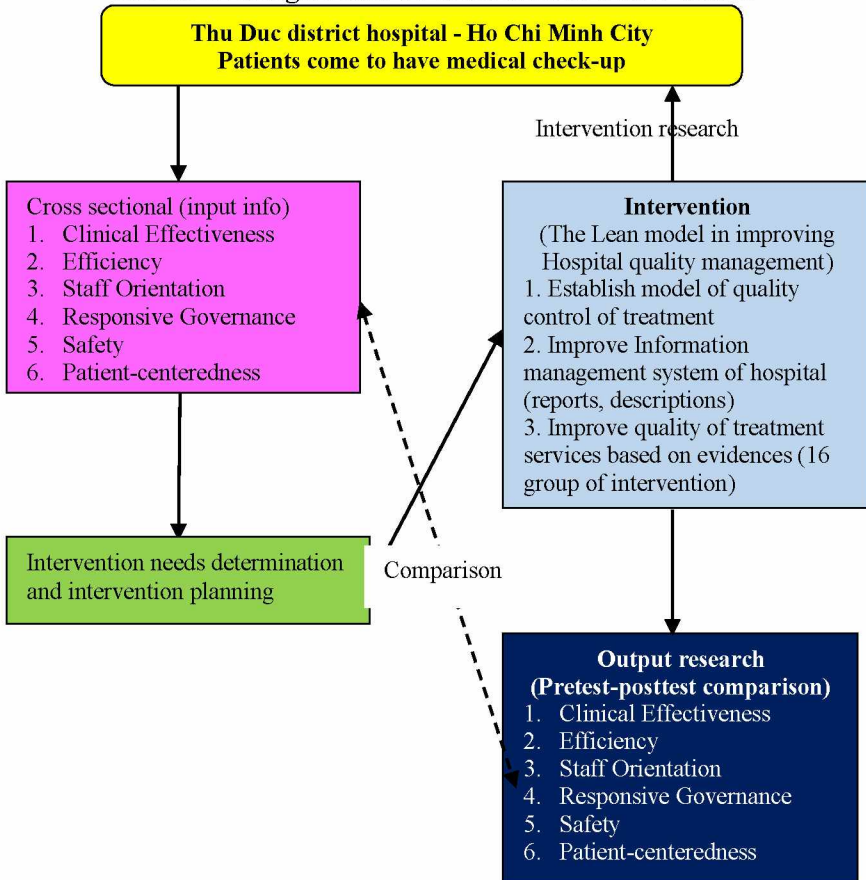 Thu Duc district hospital - Ho Chi Minh City
Patients come to have medical check-up
Intervention research
Cross sectional (input info)
1. Clinical Effectiveness
2. Efficiency
3. Staff Orientation
4. Responsive Governance
5. Safety
6. Patient-centeredness
Intervention
(The Lean model in improving
Hospital quality management)
1. Establish model of quality
control of treatment
2. Improve Information
management system of hospital
(reports, descriptions)
3. Improve quality of treatment
services based on evidences (16
group of intervention)
Intervention needs determination
and intervention planning
Comparison
Output research
(Pretest-posttest comparison)
1. Clinical Effectiveness
2. Efficiency
3. Staff Orientation
4. Responsive Governance
5. Safety
6. Patient-centeredness